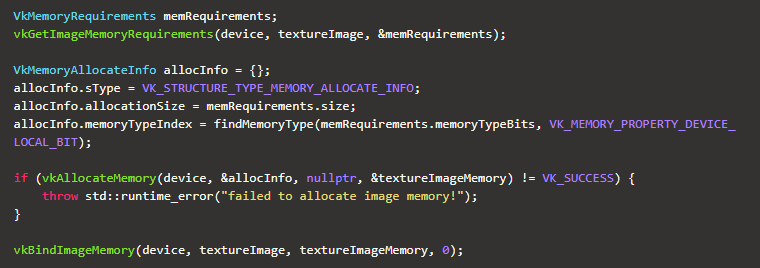 VkMemoryRequirements memRequirements;
vkGetImageMemoryRequirements(device, textureImage, &memRequirements);

VkMemoryAllocateInfo allocInfo = {};
allocInfo.sType = VK_STRUCTURE_TYPE_MEMORY_ALLOCATE_INFO;
allocInfo.allocationSize = memRequirements.size;
allocInfo.memoryTypeIndex = findMemoryType(memRequirements.memoryTypeBits, VK_MEMORY_PROPERTY_DEVICE_
LOCAL_BIT);

if (vkAllocateMemory(device, &allocInfo, nullptr, &textureImageMemory) != VK_SUCCESS) {
    throw std::runtime_error("failed to allocate image memory!");
}

vkBindImageMemory(device, textureImage, textureImageMemory, 0);